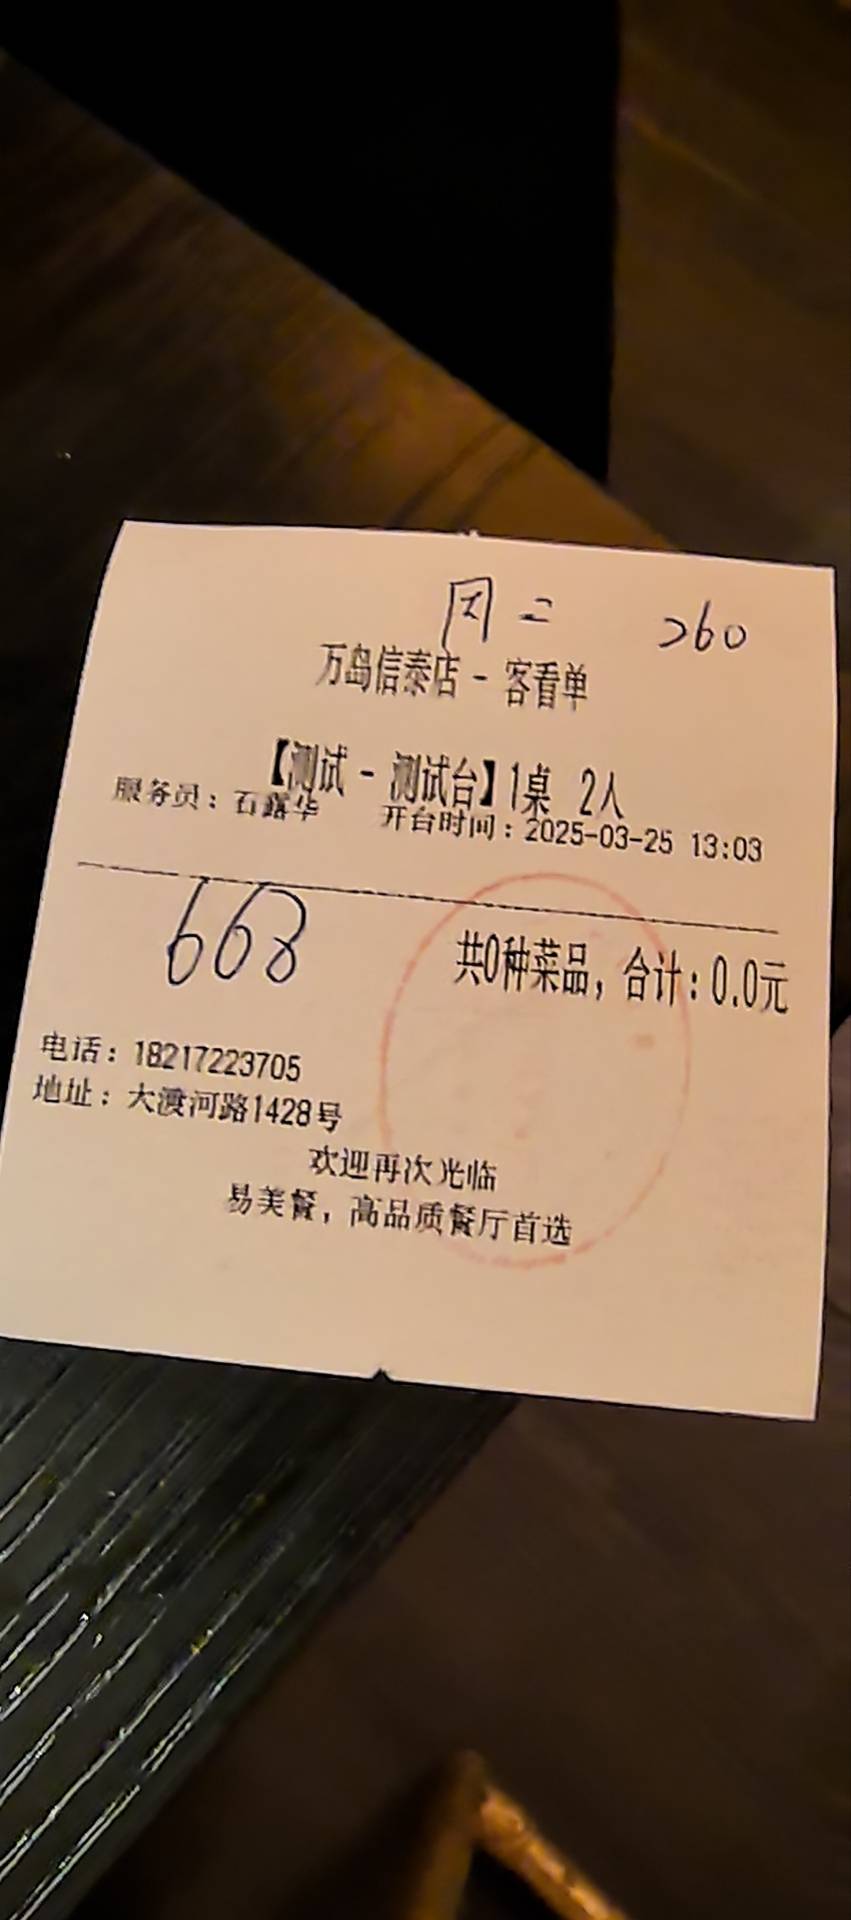 周二 260
万岛信泰店 - 客看单
【测试 - 测试台】1桌 2人
服务员：石露华 开台时间：2025-03-25 13:03
668
共0种菜品，合计：0.0元
电话：18217223705
地址：大渡河路1428号
欢迎再次光临
易美餐，高品质餐厅首选